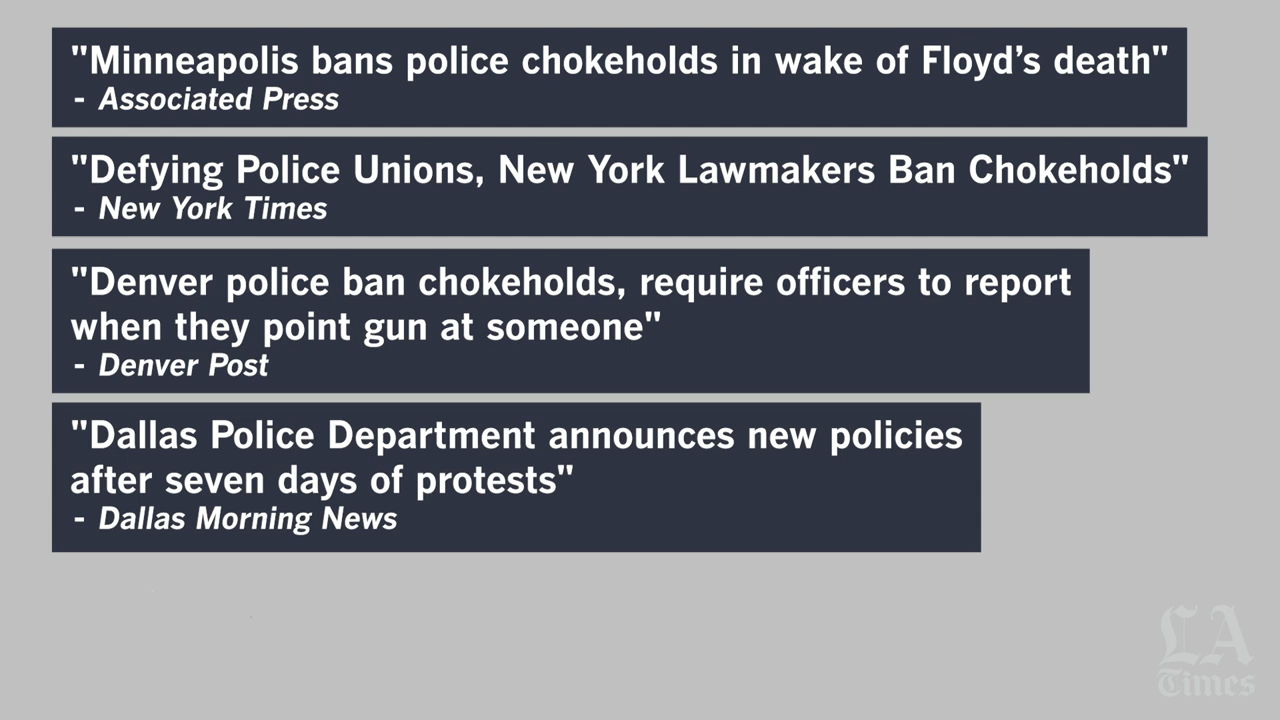 "Minneapolis bans police chokeholds in wake of Floyd’s death"
- Associated Press
"Defying Police Unions, New York Lawmakers Ban Chokeholds"
- New York Times
"Denver police ban chokeholds, require officers to report
when they point gun at someone"
- Denver Post
"Dallas Police Department announces new policies
after seven days of protests"
- Dallas Morning News
LA
Times